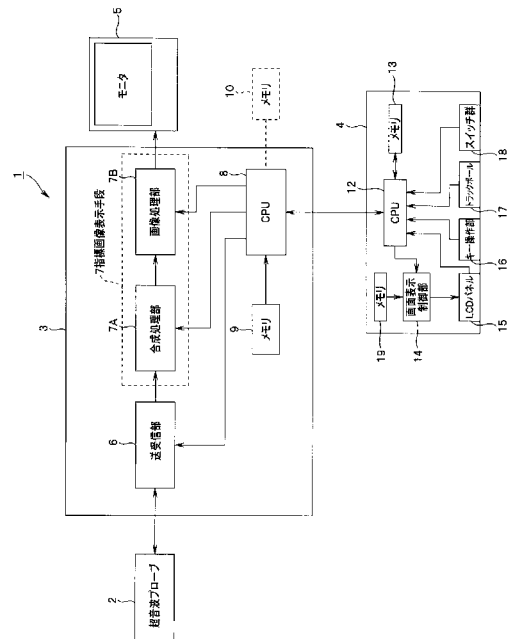 1
3
7指標画像表示手段
2
超音波プローブ
6
送受信部
7A
合成処理部
7B
画像処理部
5
モニタ
8
CPU
9
メモリ
10
メモリ
4
12
CPU
13
メモリ
19
メモリ
14
画面表示
制御部
15
LCDパネル
16
キー操作部
17
トラックボール
18
スイッチ群